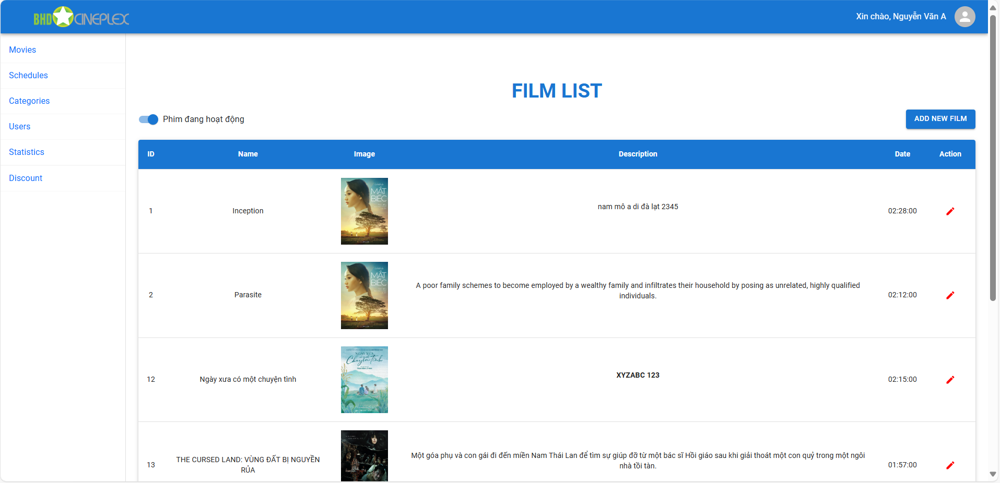 BHD CINEPLEX
Xin chào, Nguyễn Văn A
Movies
Schedules
Categories
Users
Statistics
Discount
FILM LIST
Phim đang hoạt động
ADD NEW FILM
ID Name Image Description Date Action
1 Inception nam mô a di đà lạt 2345 02:28:00
MẮT
BIẾC
2 Parasite A poor family schemes to become employed by a wealthy family and infiltrates their household by posing as unrelated, highly qualified
individuals. 02:12:00
MẮT
BIẾC
12 Ngày xưa có một chuyện tình XYZABC 123 02:15:00
NGÀY XƯA
có một
Chuyện Tình
13 THE CURSED LAND: VÙNG ĐẤT BỊ NGUYỀN
RỦA
Một góa phụ và con gái đi đến miền Nam Thái Lan để tìm sự giúp đỡ từ một bác sĩ Hồi giáo sau khi giải thoát một con quỷ trong một ngôi
nhà tồi tàn.
01:57:00